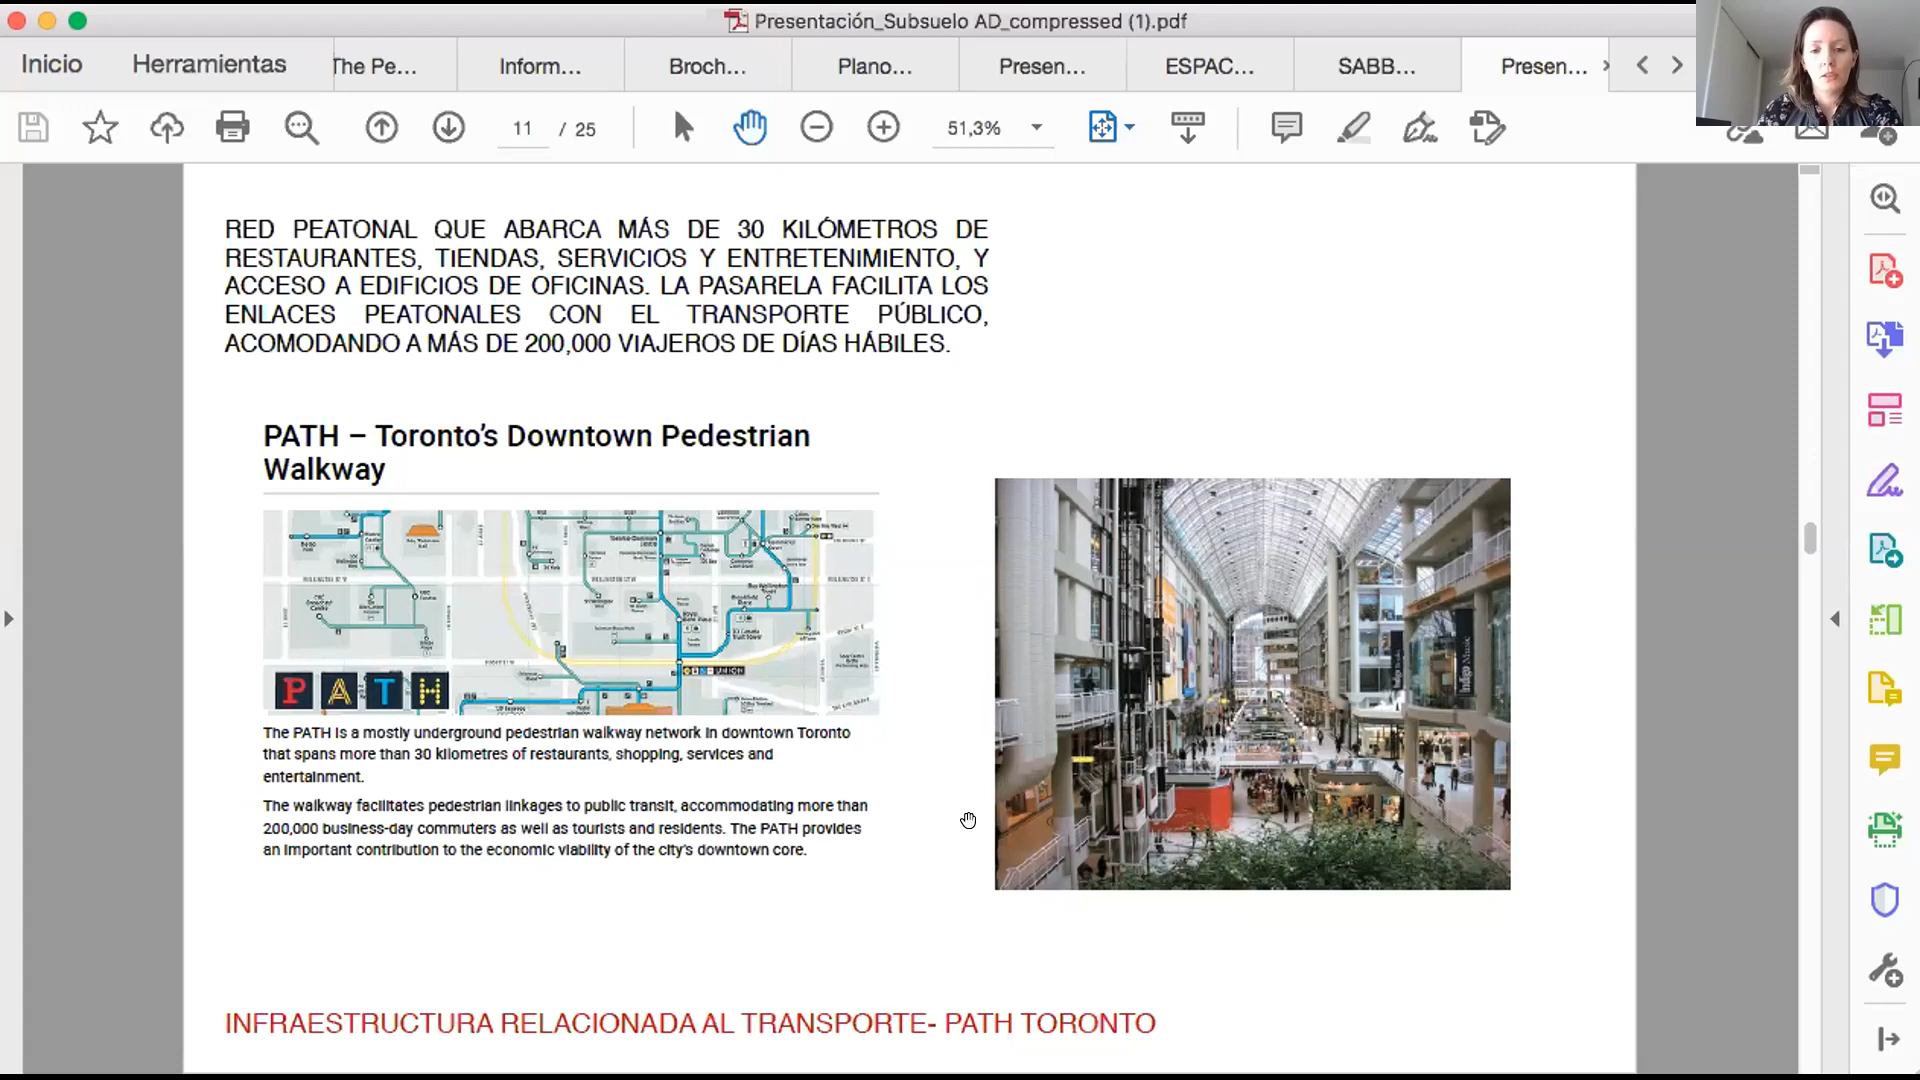 Presentación_Subsuelo AD_compressed (1).pdf
Inicio
Herramientas
The Pe...
Inform...
Broch...
Plano...
Presen...
ESPAC...
SABB...
Presen...
11 / 25
51,3%
RED PEATONAL QUE ABARCA MÁS DE 30 KILÓMETROS DE
RESTAURANTES, TIENDAS, SERVICIOS Y ENTRETENIMIENTO, Y
ACCESO A EDIFICIOS DE OFICINAS. LA PASARELA FACILITA LOS
ENLACES PEATONALES CON EL TRANSPORTE PÚBLICO,
ACOMODANDO A MÁS DE 200,000 VIAJEROS DE DÍAS HÁBILES.
PATH – Toronto's Downtown Pedestrian
Walkway
UNION
PATH
The PATH is a mostly underground pedestrian walkway network in downtown Toronto
that spans more than 30 kilometres of restaurants, shopping, services and
entertainment.
The walkway facilitates pedestrian linkages to public transit, accommodating more than
200,000 business-day commuters as well as tourists and residents. The PATH provides
an important contribution to the economic viability of the city's downtown core.
Indigo Music
INFRAESTRUCTURA RELACIONADA AL TRANSPORTE- PATH TORONTO